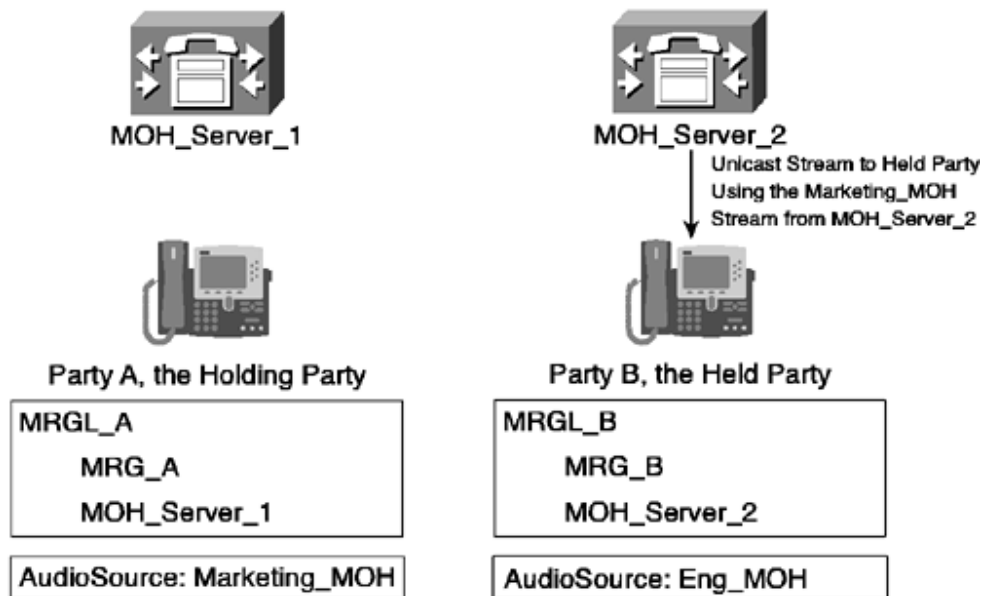 MOH_Server_1
MOH_Server_2
Unicast Stream to Held Party
Using the Marketing_MOH
Stream from MOH_Server_2
Party A, the Holding Party
MRGL_A
MRG_A
MOH_Server_1
AudioSource: Marketing_MOH
Party B, the Held Party
MRGL_B
MRG_B
MOH_Server_2
AudioSource: Eng_MOH